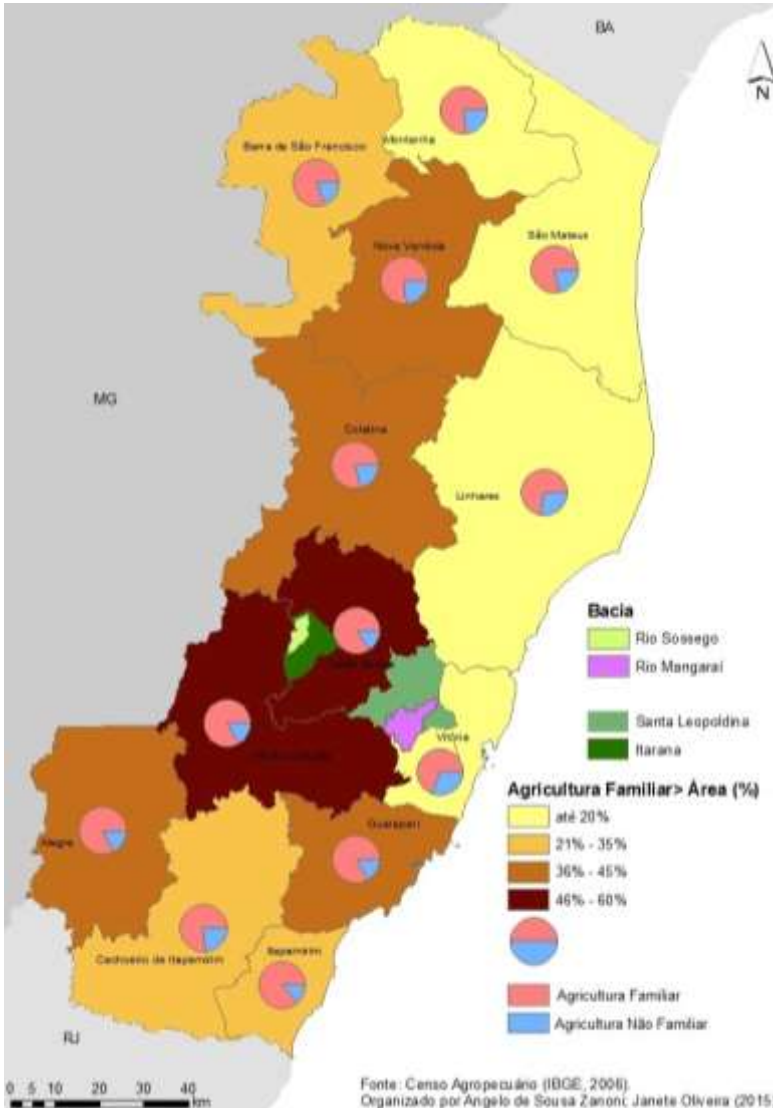 BA
N
Montanha
Barra de São Francisco
São Mateus
Nova Venécia
MG
Colatina
Linhares
Bacia
Rio Sossego
Rio Mangaraí
Santa Leopoldina
Itarana
Vitória
Agricultura Familiar> Área (%)
até 20%
21% - 35%
36% - 45%
46% - 60%
Guarapari
Alegre
Cachoeiro de Itapemirim
Itapemirim
Agricultura Familiar
Agricultura Não Familiar
RJ
0 5 10 20 30 40
km
Fonte: Censo Agropecuário (IBGE, 2006).
Organizado por Angelo de Sousa Zanoni; Janete Oliveira (2015